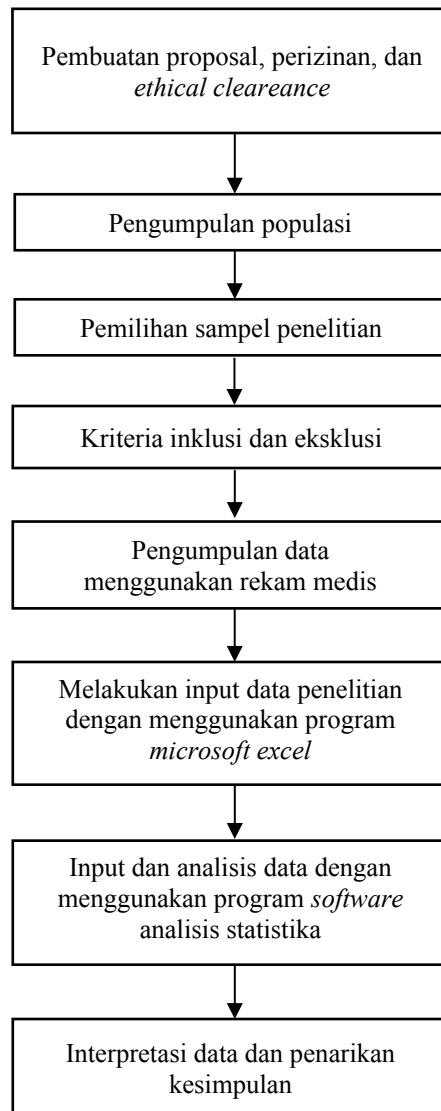 Pembuatan proposal, perizinan, dan
ethical cleareance
Pengumpulan populasi
Pemilihan sampel penelitian
Kriteria inklusi dan eksklusi
Pengumpulan data
menggunakan rekam medis
Melakukan input data penelitian
dengan menggunakan program
microsoft excel
Input dan analisis data dengan
menggunakan program software
analisis statistika
Interpretasi data dan penarikan
kesimpulan